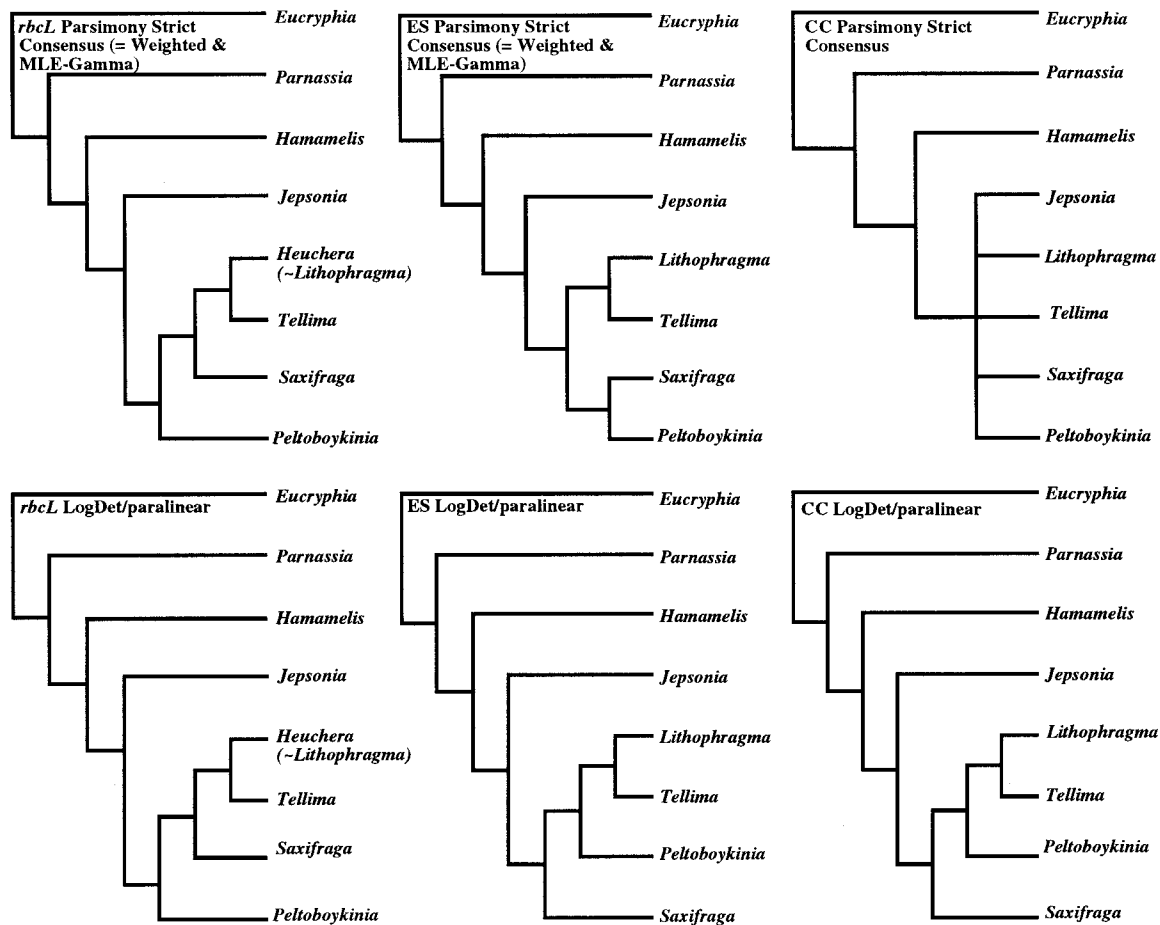 rbcL Parsimony Strict
Consensus (= Weighted &
MLE-Gamma)
Eucryphia
Parnassia
Hamamelis
Jepsonia
Heuchera
(~Lithophragma)
Tellima
Saxifraga
Peltoboykinia
ES Parsimony Strict
Consensus (= Weighted &
MLE-Gamma)
Eucryphia
Parnassia
Hamamelis
Jepsonia
Lithophragma
Tellima
Saxifraga
Peltoboykinia
CC Parsimony Strict
Consensus
Eucryphia
Parnassia
Hamamelis
Jepsonia
Lithophragma
Tellima
Saxifraga
Peltoboykinia
rbcL LogDet/paralinear
Eucryphia
Parnassia
Hamamelis
Jepsonia
Heuchera
(~Lithophragma)
Tellima
Saxifraga
Peltoboykinia
ES LogDet/paralinear
Eucryphia
Parnassia
Hamamelis
Jepsonia
Lithophragma
Tellima
Peltoboykinia
Saxifraga
CC LogDet/paralinear
Eucryphia
Parnassia
Hamamelis
Jepsonia
Lithophragma
Tellima
Peltoboykinia
Saxifraga